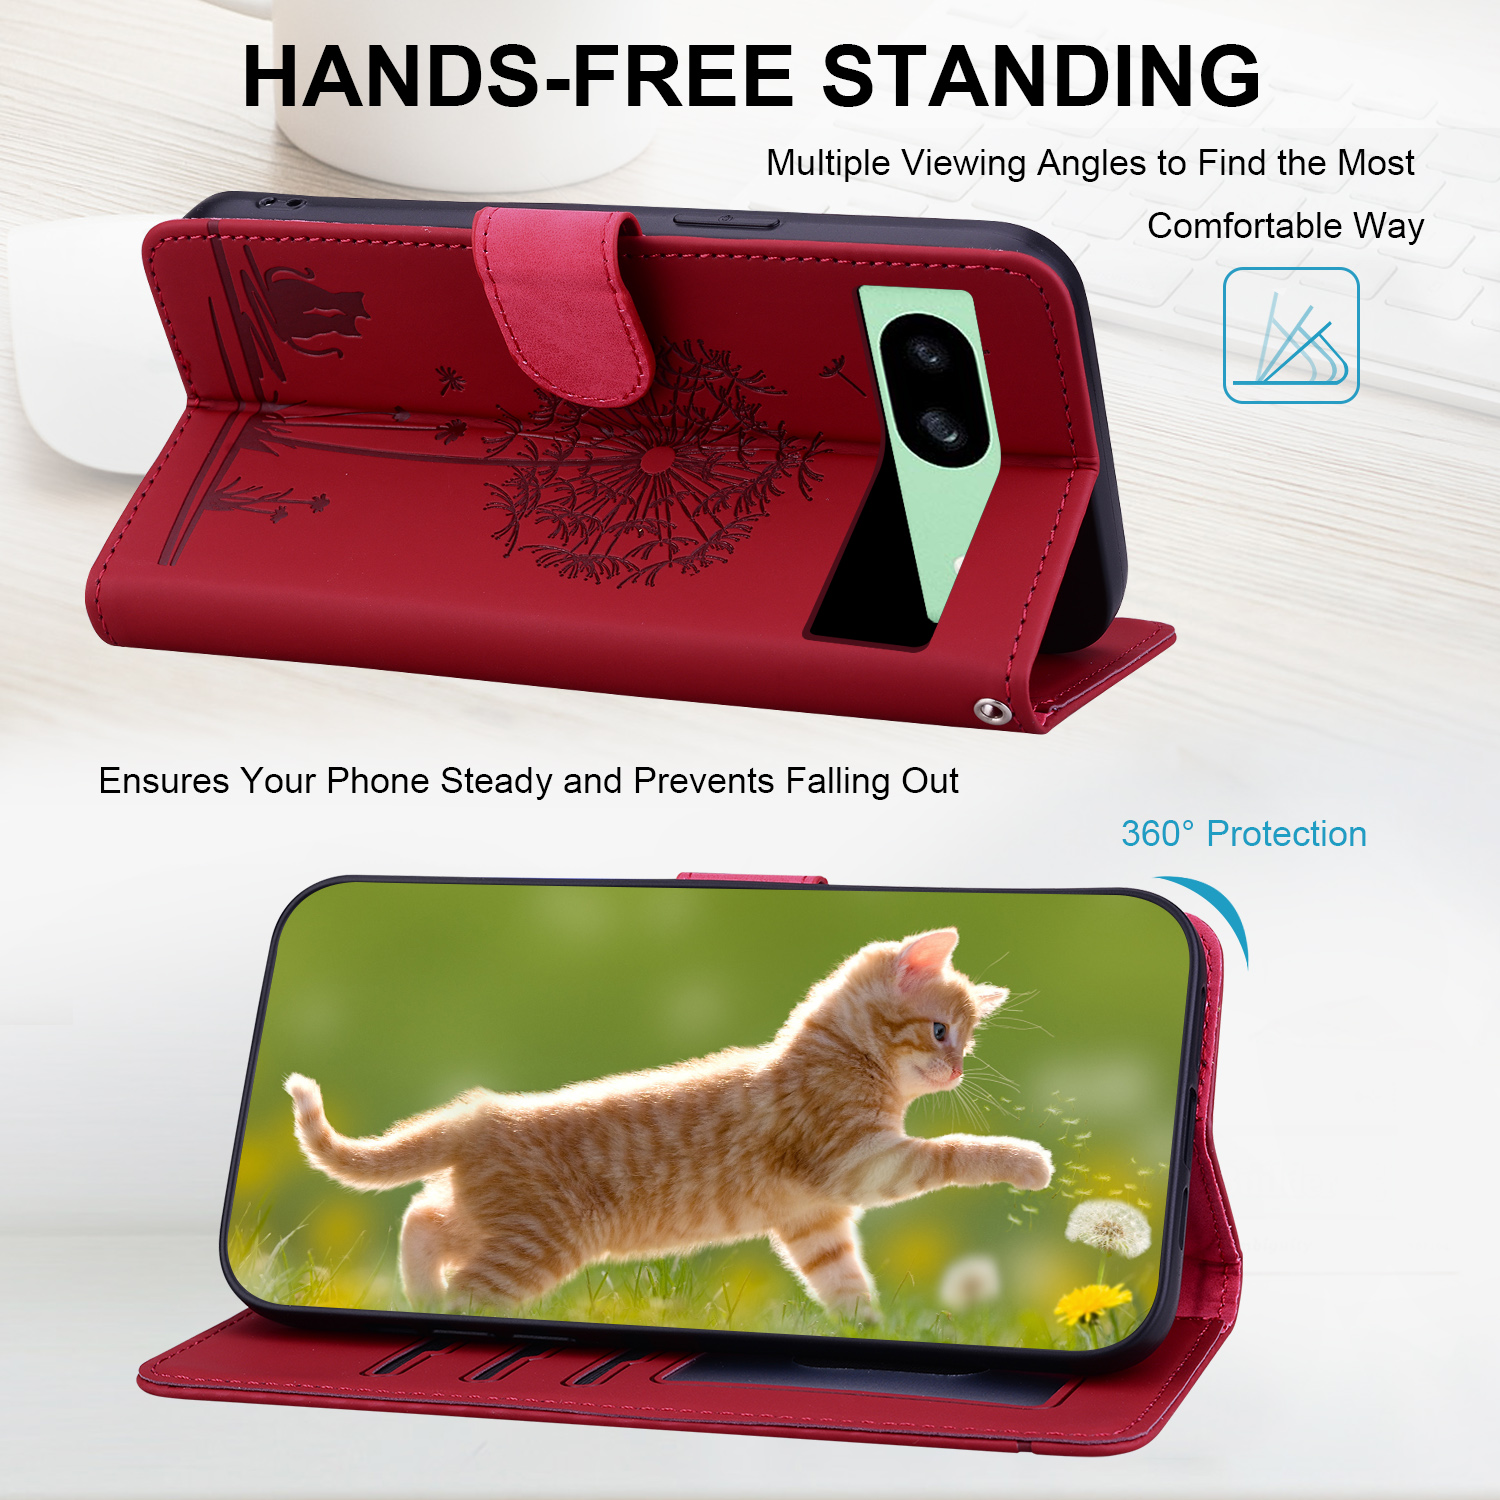 HANDS-FREE STANDING
Multiple Viewing Angles to Find the Most
Comfortable Way
Ensures Your Phone Steady and Prevents Falling Out
360° Protection